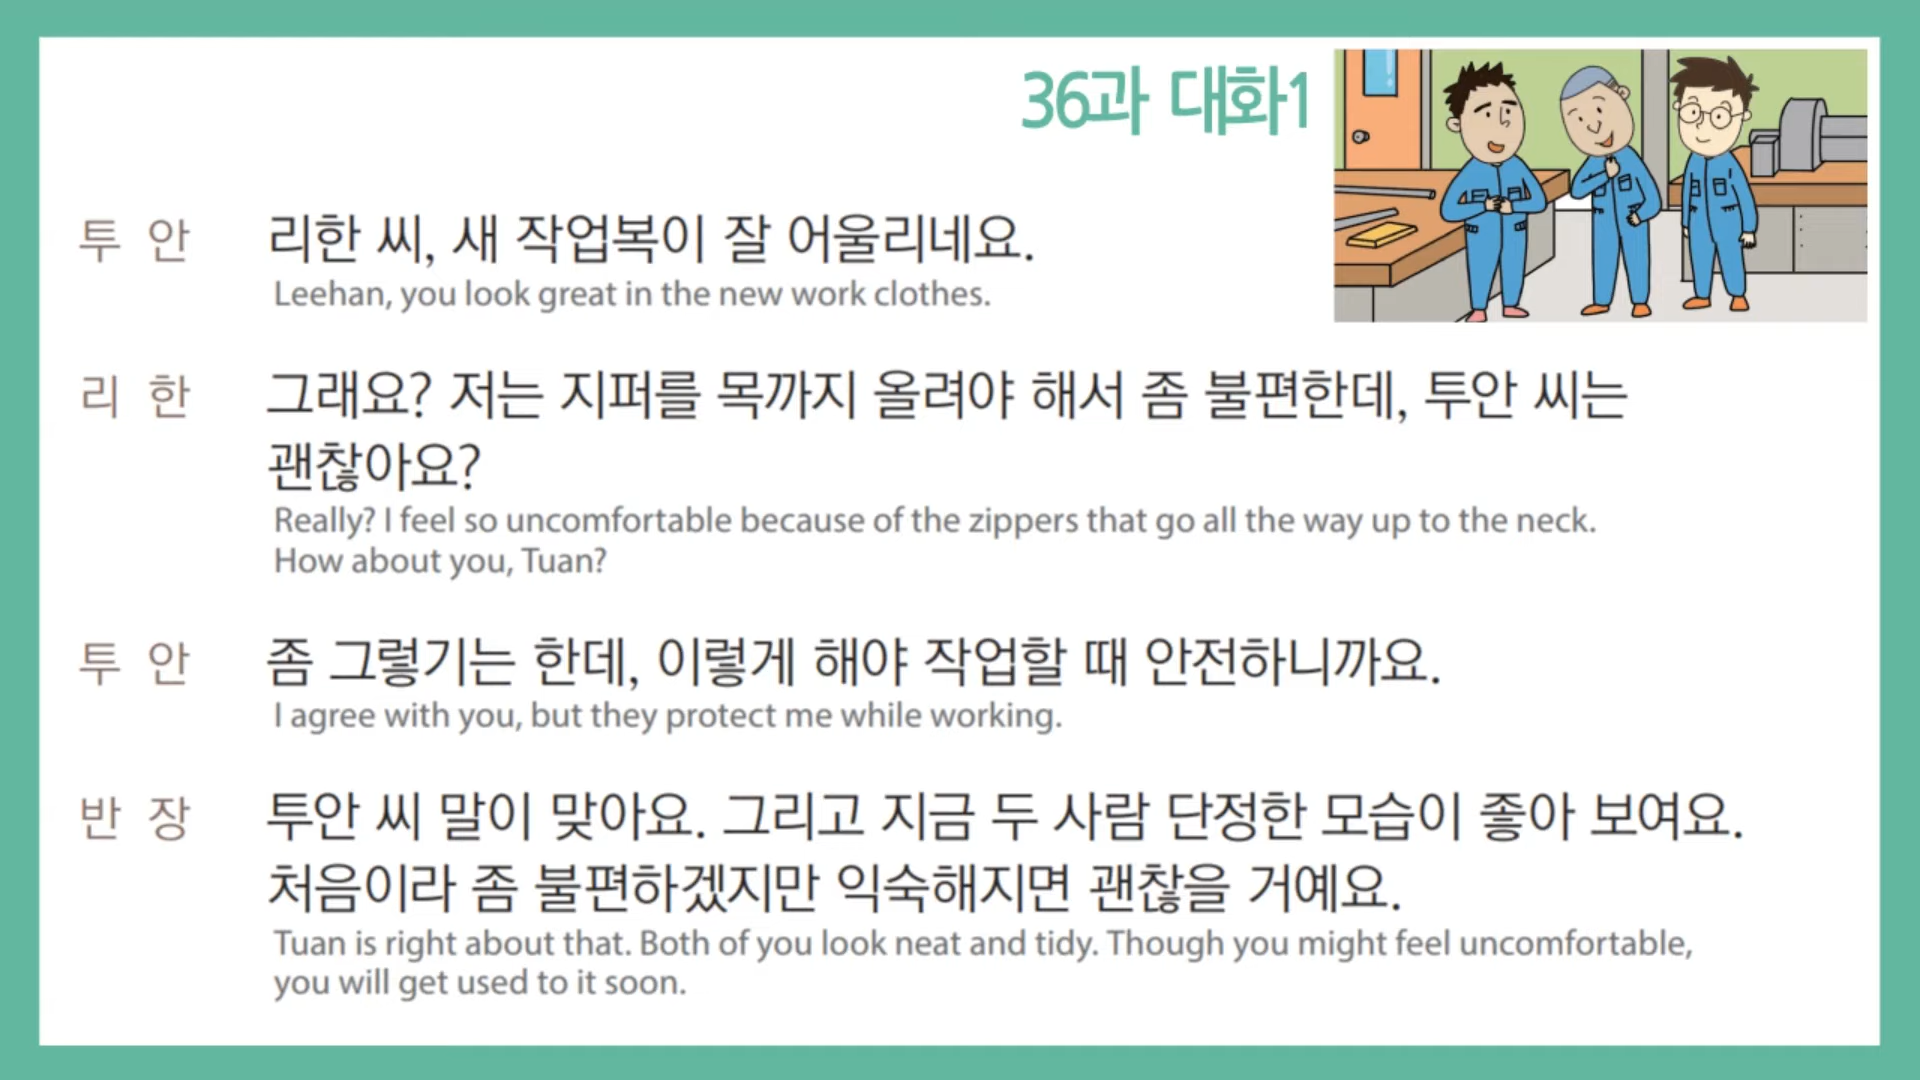 36과 대화1
투 안 리한 씨, 새 작업복이 잘 어울리네요.
Leehan, you look great in the new work clothes.
리 한 그래요? 저는 지퍼를 목까지 올려야 해서 좀 불편한데, 투안 씨는
괜찮아요?
Really? I feel so uncomfortable because of the zippers that go all the way up to the neck.
How about you, Tuan?
투 안 좀 그렇기는 한데, 이렇게 해야 작업할 때 안전하니까요.
I agree with you, but they protect me while working.
반 장 투안 씨 말이 맞아요. 그리고 지금 두 사람 단정한 모습이 좋아 보여요.
처음이라 좀 불편하겠지만 익숙해지면 괜찮을 거예요.
Tuan is right about that. Both of you look neat and tidy. Though you might feel uncomfortable,
you will get used to it soon.